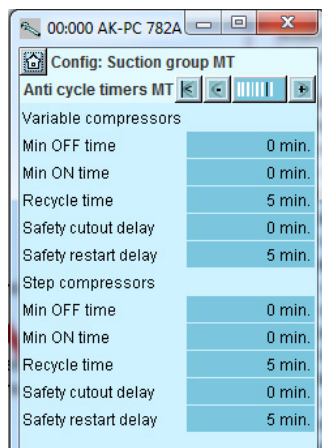 00:000 AK-PC 782A
Config: Suction group MT
Anti cycle timers MT
Variable compressors
Min OFF time 0 min.
Min ON time 0 min.
Recycle time 5 min.
Safety cutout delay 0 min.
Safety restart delay 5 min.
Step compressors
Min OFF time 0 min.
Min ON time 0 min.
Recycle time 5 min.
Safety cutout delay 0 min.
Safety restart delay 5 min.